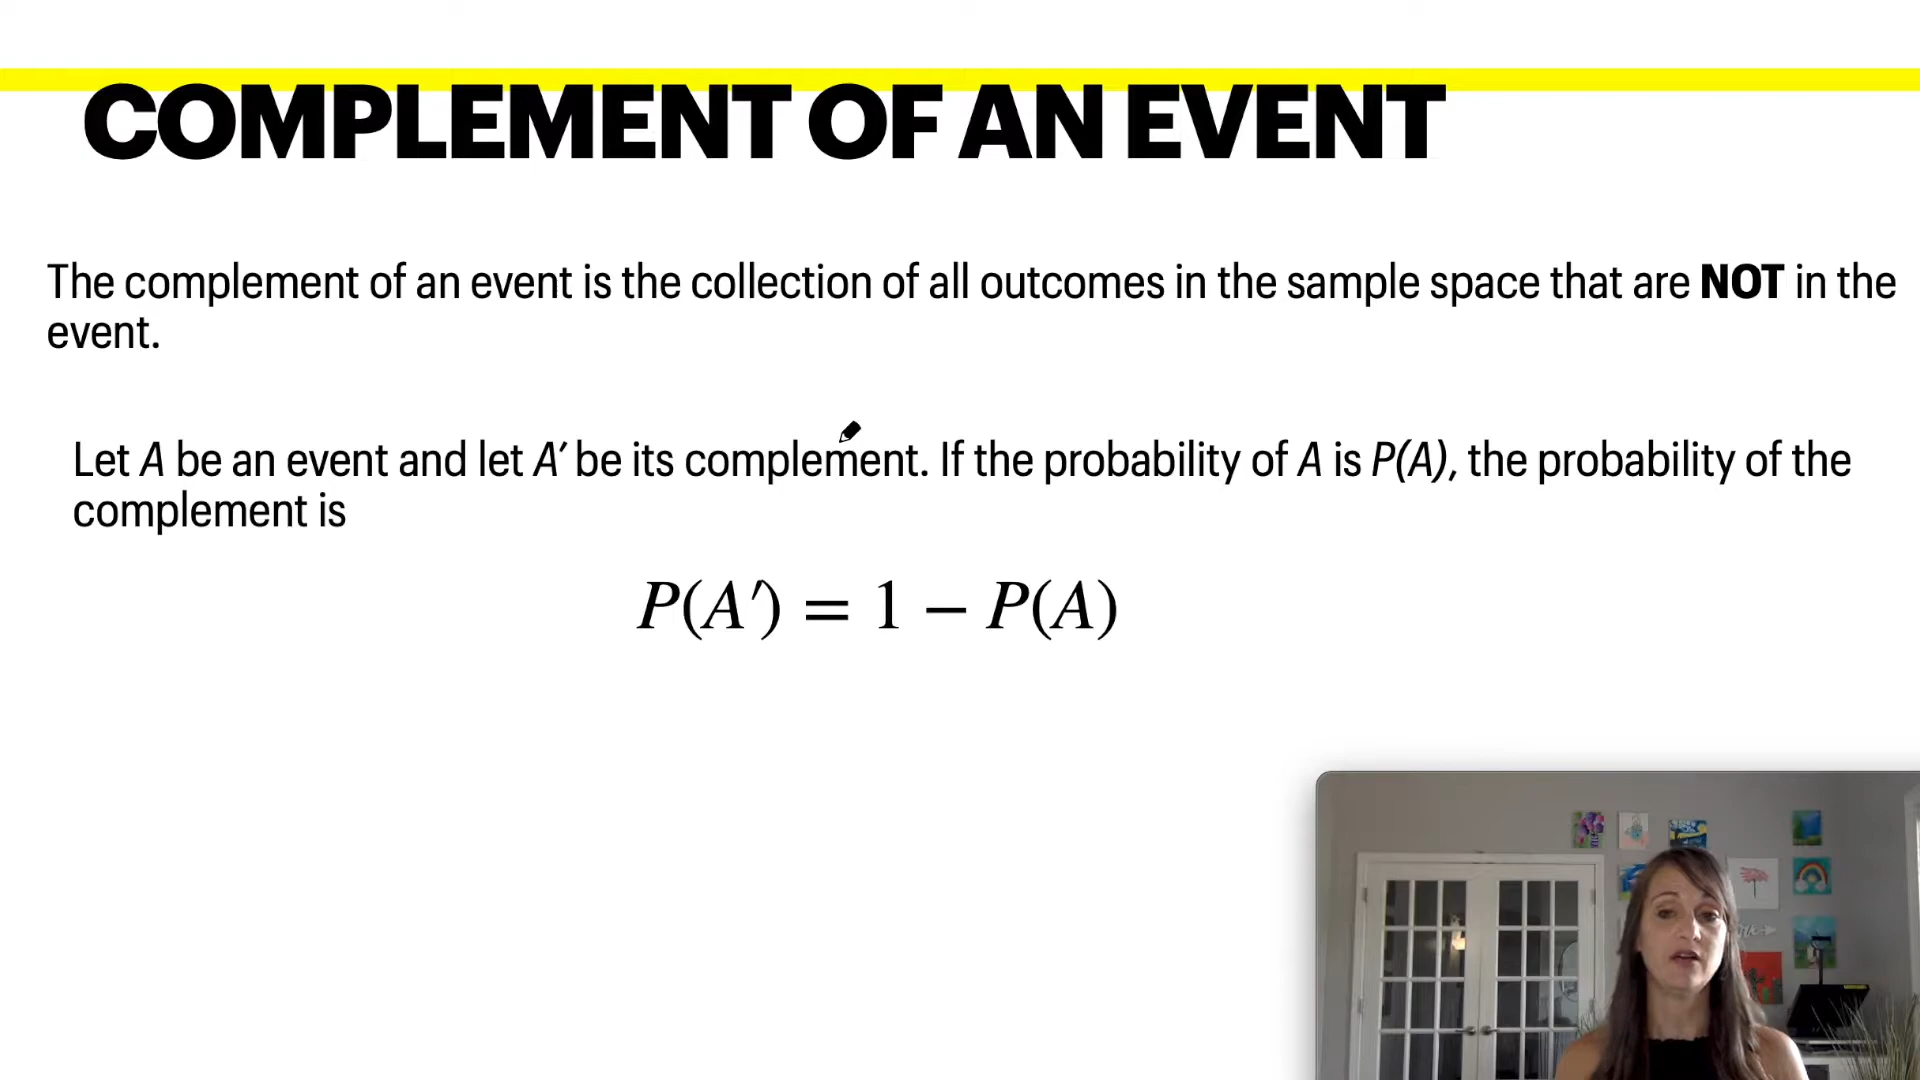 COMPLEMENT OF AN EVENT
The complement of an event is the collection of all outcomes in the sample space that are NOT in the
event.
Let A be an event and let A′ be its complement. If the probability of A is P(A), the probability of the
complement is
P(A′) = 1 − P(A)